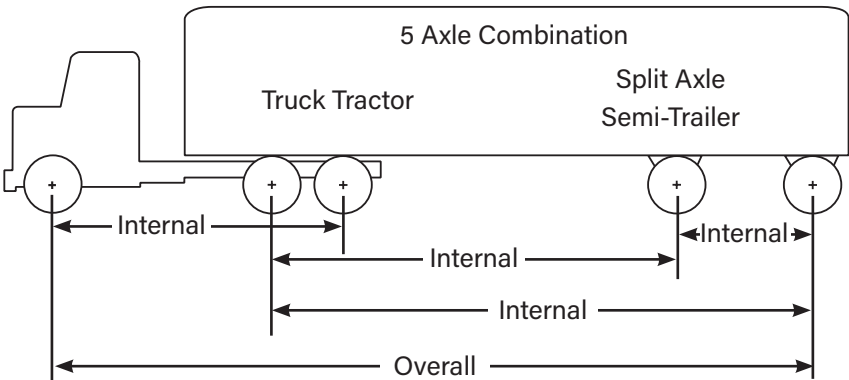 5 Axle Combination
Split Axle
Truck Tractor
Semi-Trailer
Internal
Internal
Internal
Internal
Overall